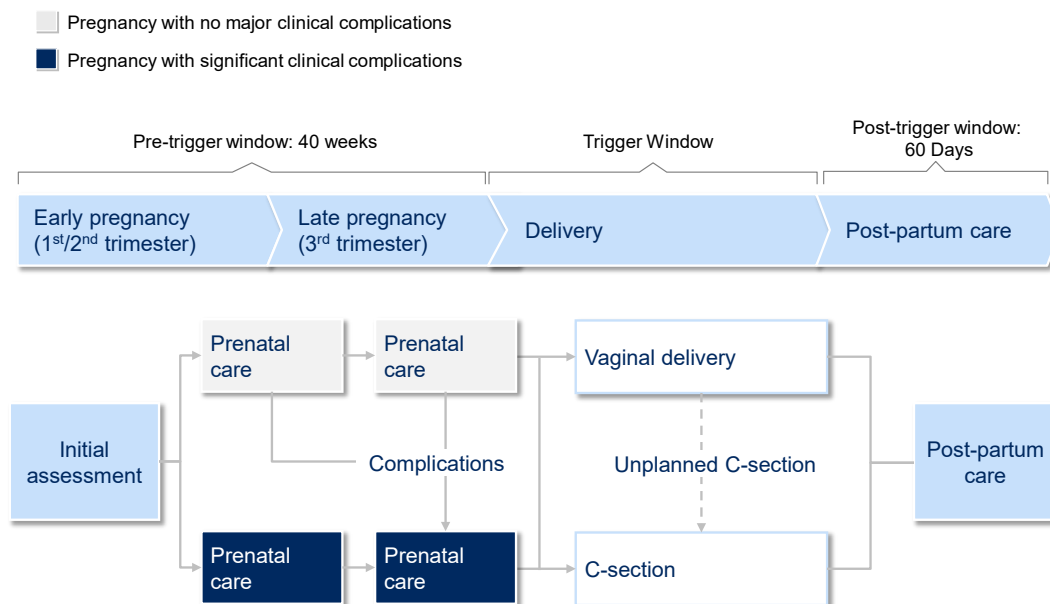 Pregnancy with no major clinical complications
Pregnancy with significant clinical complications
Pre-trigger window: 40 weeks
Trigger Window
Post-trigger window:
60 Days
Early pregnancy
(1st/2nd trimester)
Late pregnancy
(3rd trimester)
Delivery
Post-partum care
Prenatal
care
Prenatal
care
Vaginal delivery
Initial
assessment
Complications
Unplanned C-section
Post-partum
care
Prenatal
care
Prenatal
care
C-section